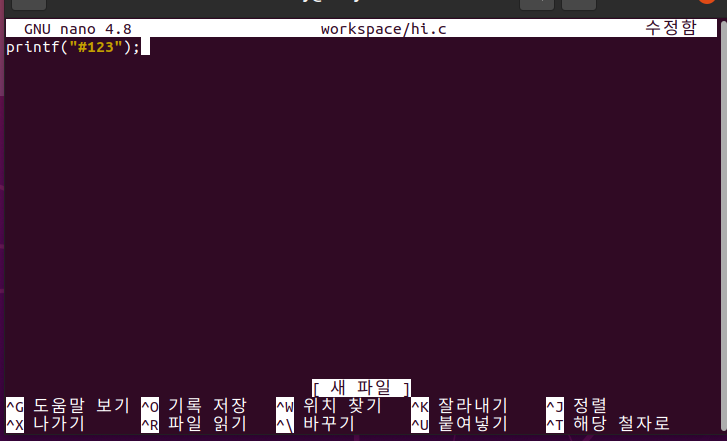 GNU nano 4.8 workspace/hi.c 수정함
printf("#123");
[ 새 파일 ]
^G 도움말 보기 ^O 기록 저장 ^W 위치 찾기 ^K 잘라내기 ^J 정렬
^X 나가기 ^R 파일 읽기 ^\ 바꾸기 ^U 붙여넣기 ^T 해당 철자로